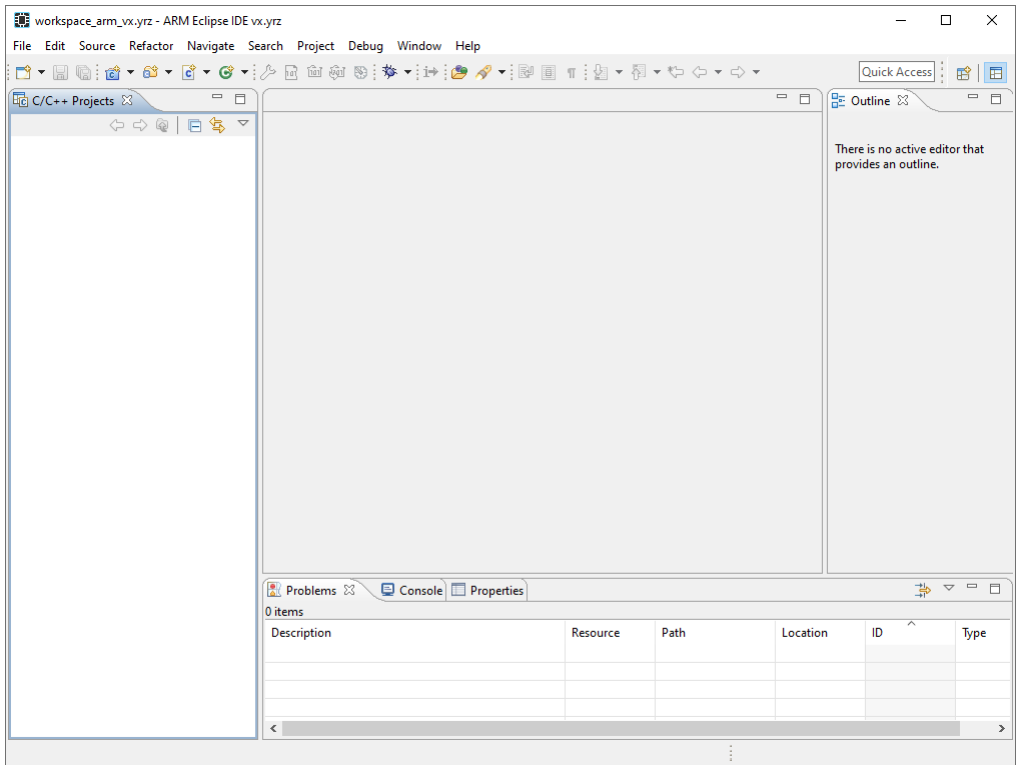 workspace_arm_vx.yrz - ARM Eclipse IDE vx.yrz
File Edit Source Refactor Navigate Search Project Debug Window Help
Quick Access
C/C++ Projects
Outline
There is no active editor that
provides an outline.
Problems Console Properties
0 items
Description Resource Path Location ID Type